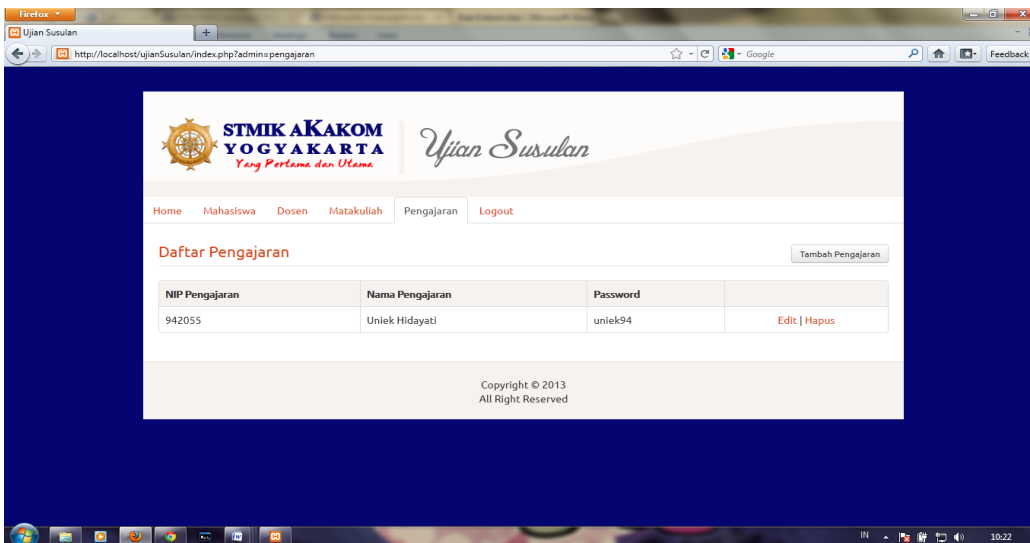 Firefox
Ujian Susulan
http://localhost/ujianSusulan/index.php?admin=pengajaran
Google
Feedback
STMIK AKAKOM
YOGYAKARTA
Yang Pertama dan Utama
Ujian Susulan
Home Mahasiswa Dosen Matakuliah Pengajaran Logout
Daftar Pengajaran
Tambah Pengajaran
NIP Pengajaran Nama Pengajaran Password
942055 Uniek Hidayati uniek94 Edit | Hapus
Copyright © 2013
All Right Reserved
IN 10:22